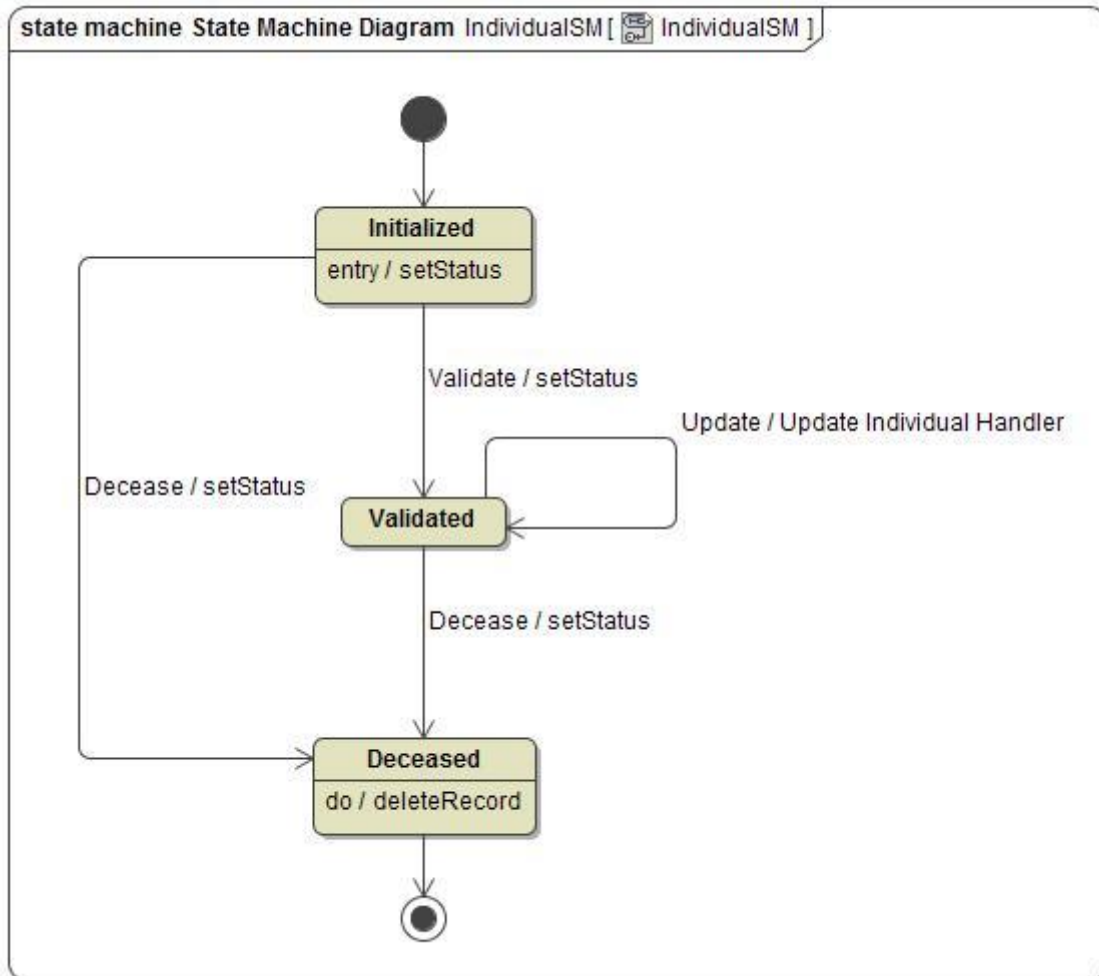 state machine State Machine Diagram IndividualSM [ IndividualSM ]
Initialized
entry / setStatus
Validate / setStatus
Update / Update Individual Handler
Decease / setStatus
Validated
Decease / setStatus
Deceased
do / deleteRecord